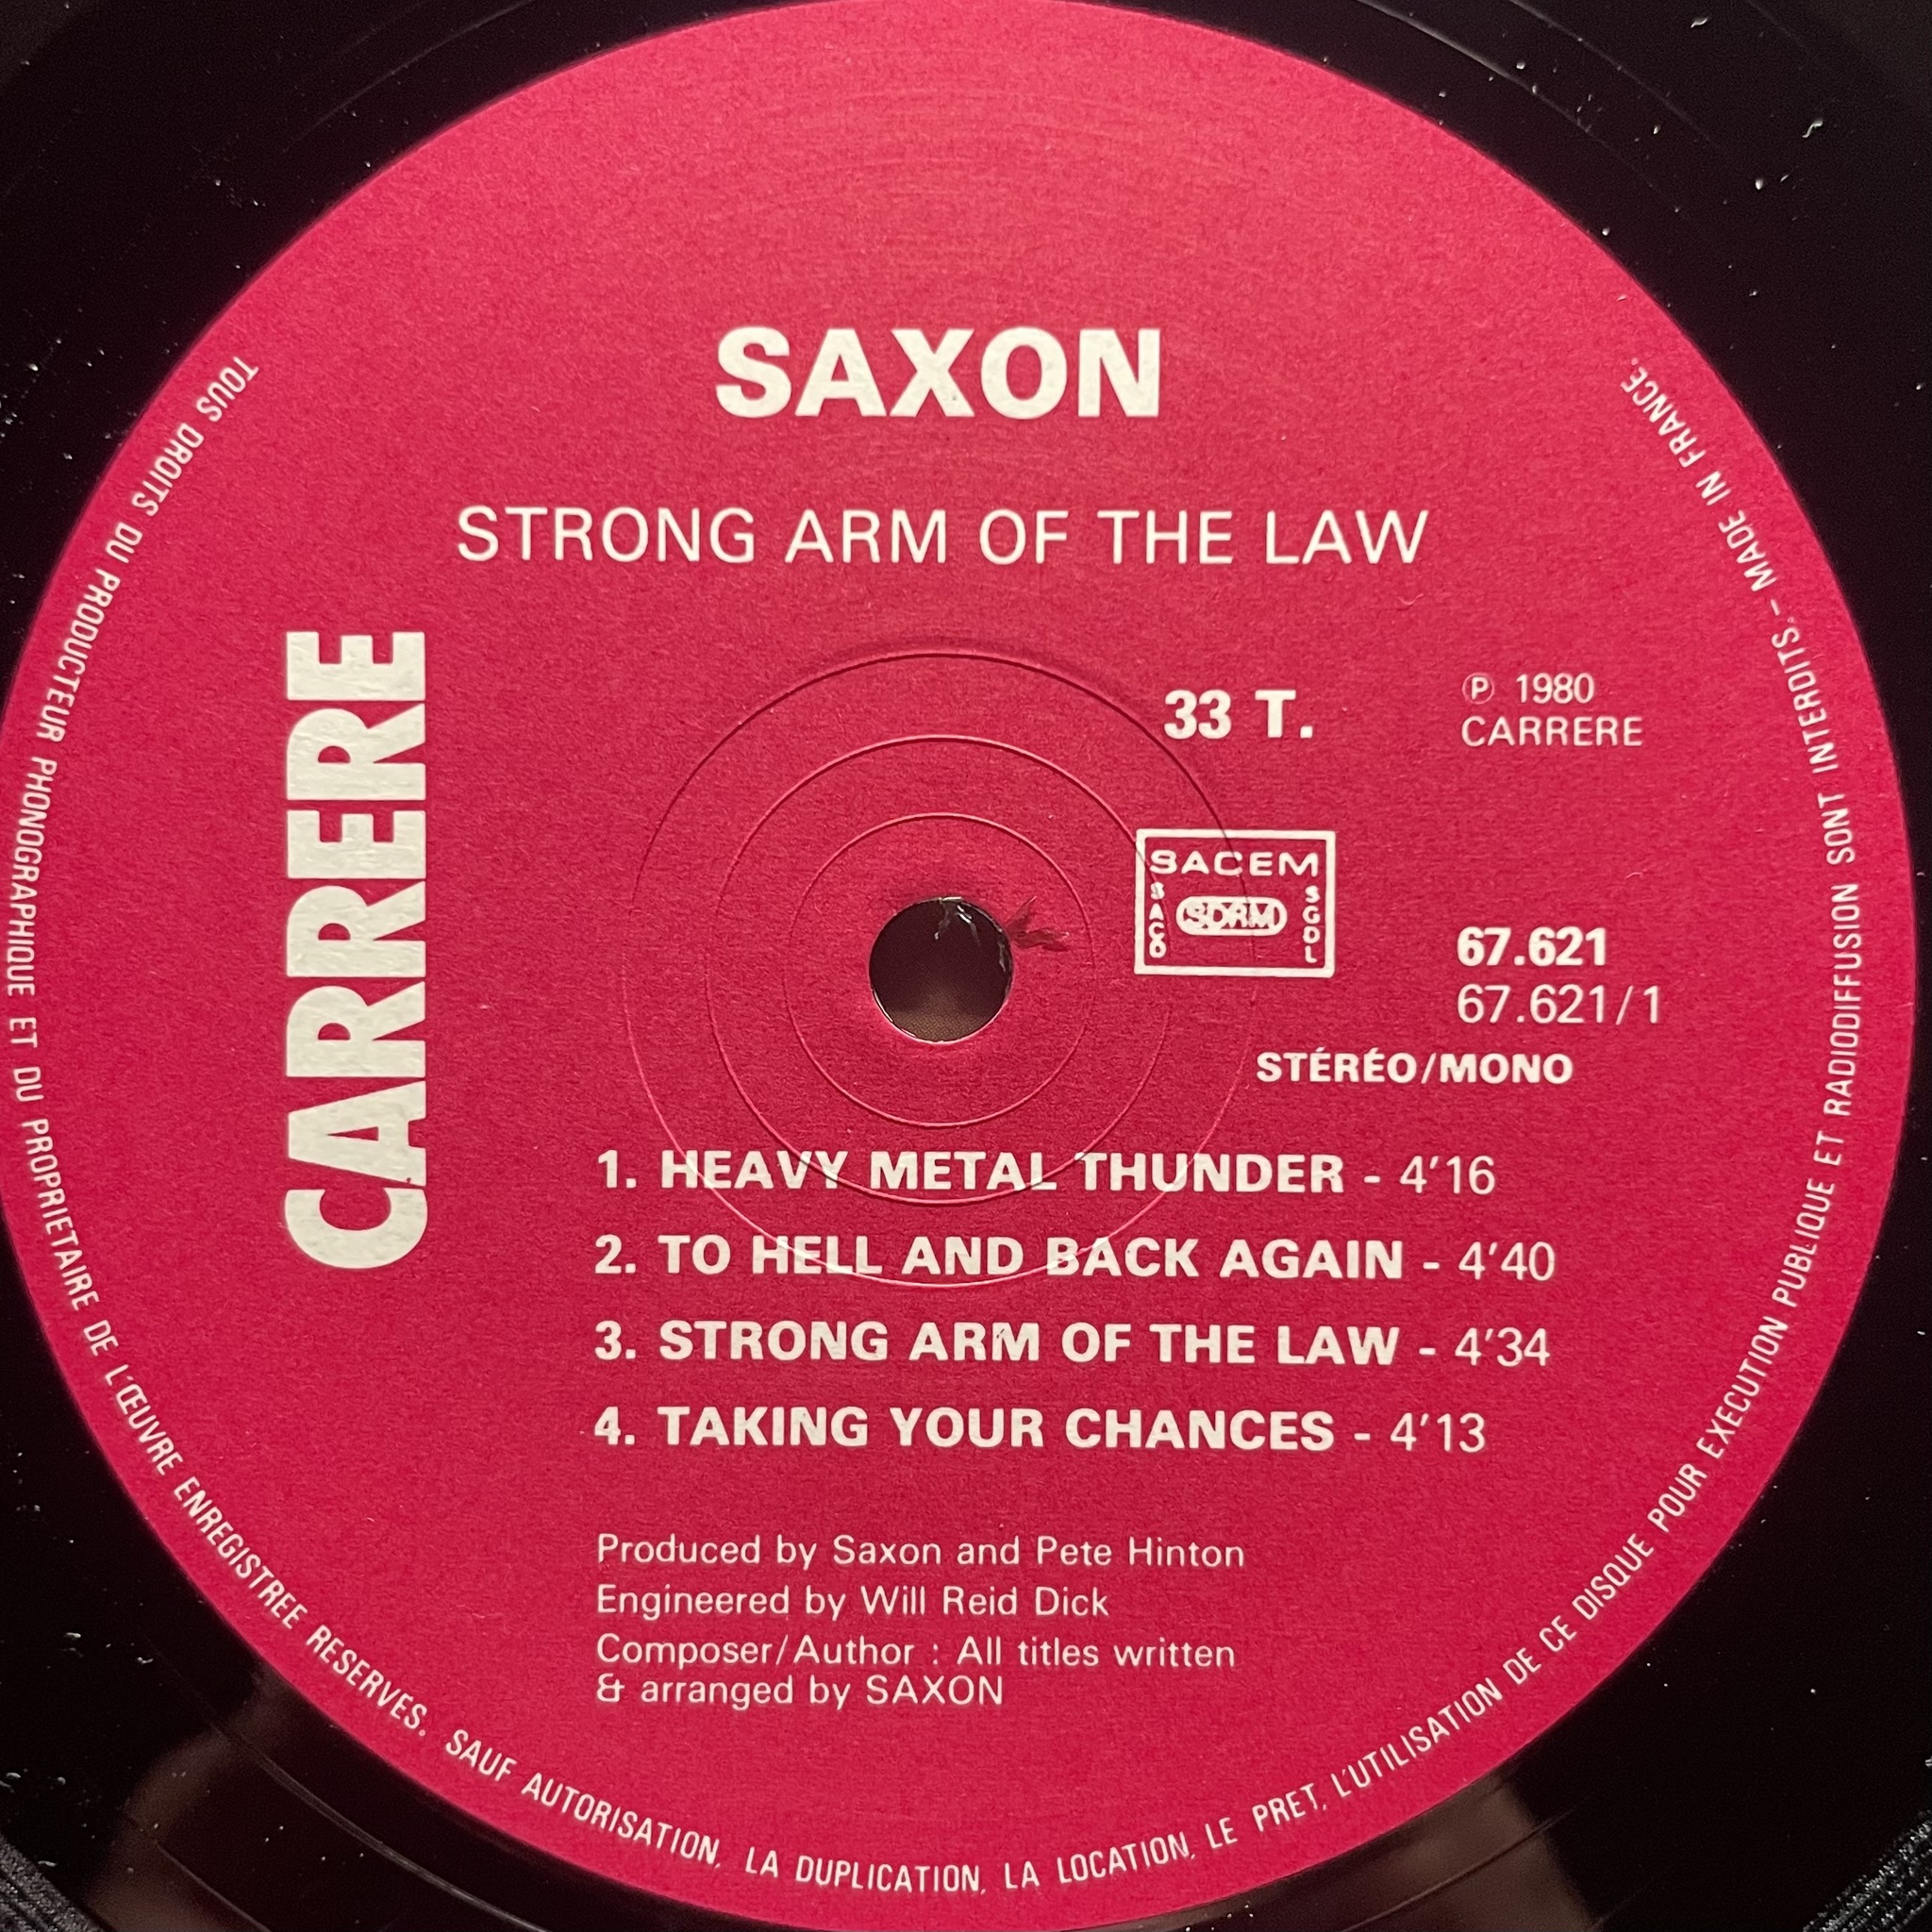 SAXON
STRONG ARM OF THE LAW
CARRERE
33 T.
℗ 1980
CARRERE
SACEM
SACD
SDRM
SGDL
67.621
67.621/1
STÉRÉO/MONO
1. HEAVY METAL THUNDER - 4'16
2. TO HELL AND BACK AGAIN - 4'40
3. STRONG ARM OF THE LAW - 4'34
4. TAKING YOUR CHANCES - 4'13
Produced by Saxon and Pete Hinton
Engineered by Will Reid Dick
Composer/Author : All titles written
& arranged by SAXON
TOUS DROITS DU PRODUCTEUR PHONOGRAPHIQUE ET DU PROPRIETAIRE DE L'ŒUVRE ENREGISTREE RESERVES. SAUF AUTORISATION, LA DUPLICATION, LA LOCATION, LE PRET, L'UTILISATION DE CE DISQUE POUR EXECUTION PUBLIQUE ET RADIODIFFUSION SONT INTERDITS. - MADE IN FRANCE.